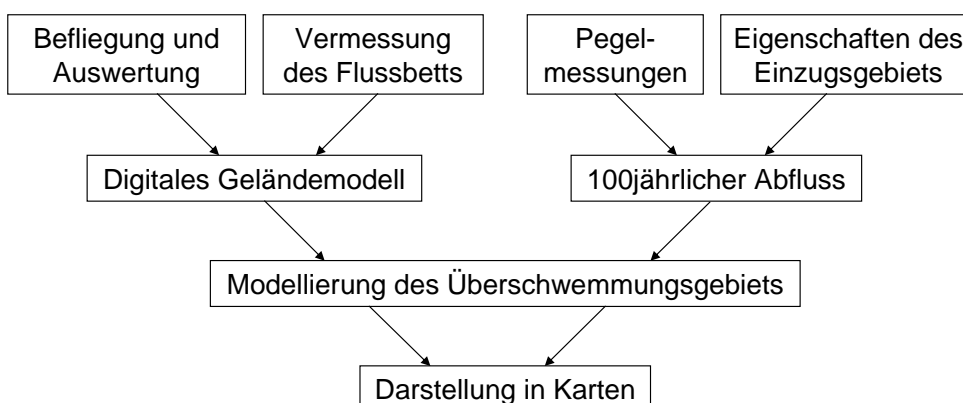 Befliegung und
Auswertung
Vermessung
des Flussbetts
Pegel-
messungen
Eigenschaften des
Einzugsgebiets
Digitales Geländemodell
100jährlicher Abfluss
Modellierung des Überschwemmungsgebiets
Darstellung in Karten